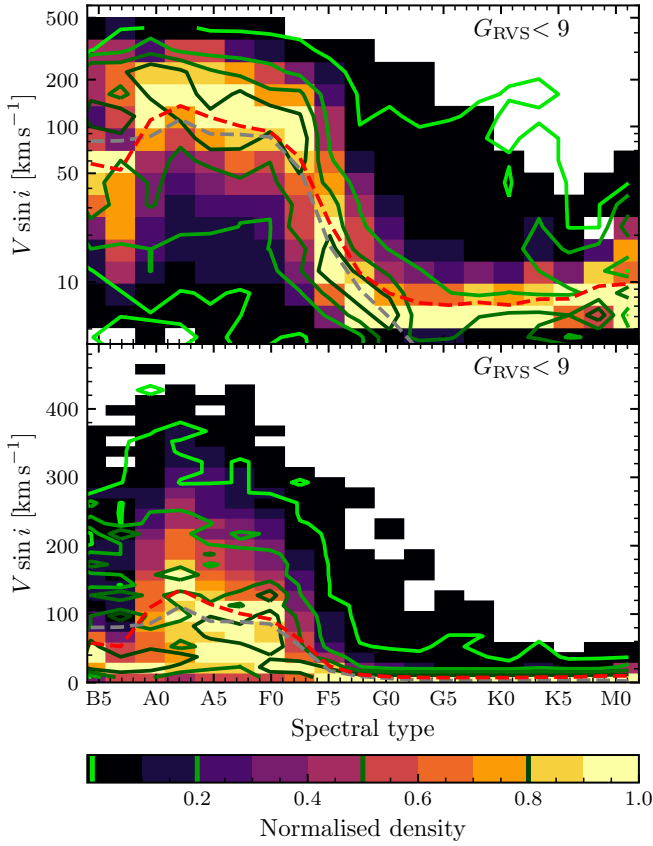 G_RVS < 9
500
200
100
50
10
V sin i [km s⁻¹]
G_RVS < 9
400
300
200
100
0
V sin i [km s⁻¹]
B5 A0 A5 F0 F5 G0 G5 K0 K5 M0
Spectral type
0.2 0.4 0.6 0.8 1.0
Normalised density